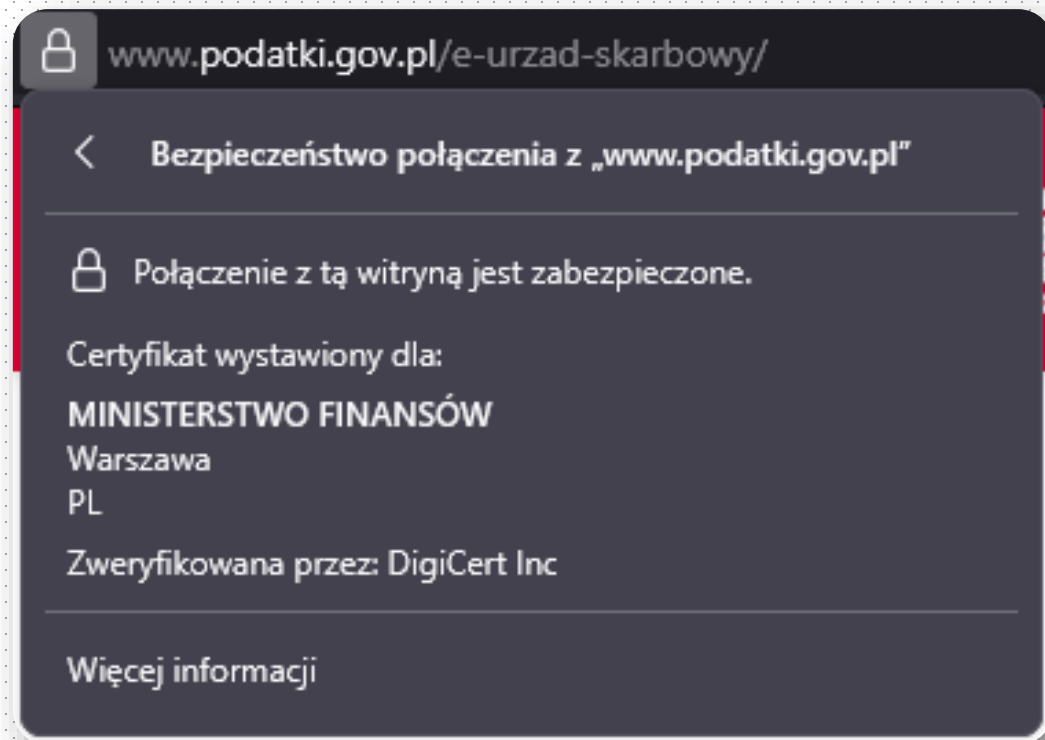 www.podatki.gov.pl/e-urzad-skarbowy/
Bezpieczeństwo połączenia z „www.podatki.gov.pl”
Połączenie z tą witryną jest zabezpieczone.
Certyfikat wystawiony dla:
MINISTERSTWO FINANSÓW
Warszawa
PL
Zweryfikowana przez: DigiCert Inc
Więcej informacji